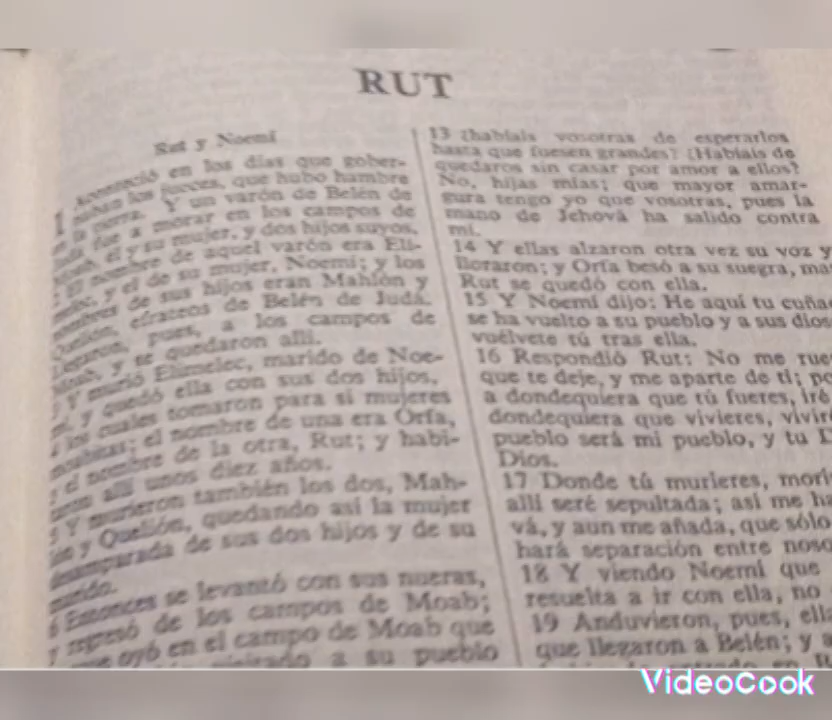 RUT
Rut y Noemí
1 Aconteció en los días que gober-
naban los jueces, que hubo hambre
en la tierra. Y un varón de Belén de
Judá fue a morar en los campos de
Moab, él y su mujer, y dos hijos suyos.
2 El nombre de aquel varón era Eli-
melec, y el de su mujer, Noemí; y los
nombres de sus hijos eran Mahlón y
Quelión, efrateos de Belén de Judá.
Llegaron, pues, a los campos de
Moab, y se quedaron allí.
3 Y murió Elimelec, marido de Noe-
mí, y quedó ella con sus dos hijos,
los cuales tomaron para sí mujeres
moabitas; el nombre de una era Orfa,
y el nombre de la otra, Rut; y habi-
taron allí unos diez años.
5 Y murieron también los dos, Mah-
lón y Quelión, quedando así la mujer
desamparada de sus dos hijos y de su
marido.
6 Entonces se levantó con sus nueras,
y regresó de los campos de Moab;
oyó en el campo de Moab que
a su pueblo
13 ¿habíais vosotras de esperarlos
hasta que fuesen grandes? ¿Habíais de
quedaros sin casar por amor a ellos?
No, hijas mías; que mayor amar-
gura tengo yo que vosotras, pues la
mano de Jehová ha salido contra
mí.
14 Y ellas alzaron otra vez su voz y
lloraron; y Orfa besó a su suegra, mas
Rut se quedó con ella.
15 Y Noemí dijo: He aquí tu cuña
se ha vuelto a su pueblo y a sus dios
vuélvete tú tras ella.
16 Respondió Rut: No me rue
que te deje, y me aparte de ti; po
a dondequiera que tú fueres, iré
dondequiera que vivieres, vivir
pueblo será mi pueblo, y tu D
Dios.
17 Donde tú murieres, mori
allí seré sepultada; así me ha
vá, y aun me añada, que sólo
hará separación entre noso
18 Y viendo Noemí que
resuelta a ir con ella, no
19 Anduvieron, pues, ella
que llegaron a Belén; y a
VideoCook